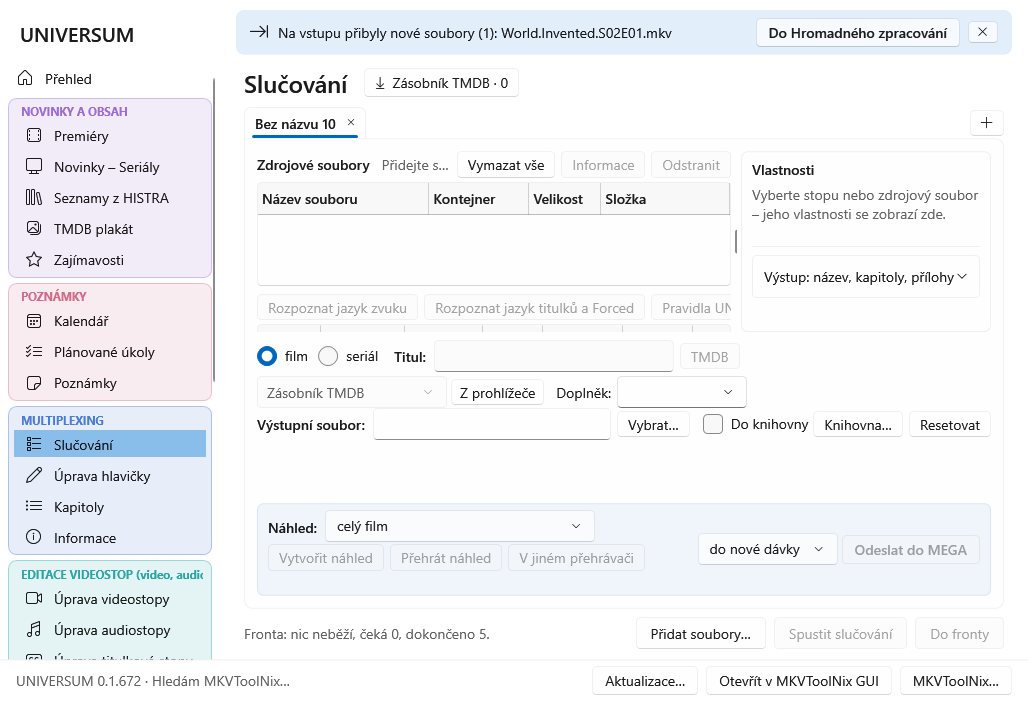 UNIVERSUM
Přehled
NOVINKY A OBSAH
Premiéry
Novinky – Seriály
Seznamy z HISTRA
TMDB plakát
Zajímavosti
POZNÁMKY
Kalendář
Plánované úkoly
Poznámky
MULTIPLEXING
Slučování
Úprava hlavičky
Kapitoly
Informace
EDITACE VIDEOSTOP (video, audio
Úprava videostopy
Úprava audiostopy
Na vstupu přibyly nové soubory (1): World.Invented.S02E01.mkv
Do Hromadného zpracování
Slučování
Zásobník TMDB · 0
Bez názvu 10
Zdrojové soubory Přidejte s... Vymazat vše Informace Odstranit
Název souboru Kontejner Velikost Složka
Rozpoznat jazyk zvuku Rozpoznat jazyk titulků a Forced Pravidla UN
Vlastnosti
Vyberte stopu nebo zdrojový soubor
– jeho vlastnosti se zobrazí zde.
Výstup: název, kapitoly, přílohy
film seriál Titul: TMDB
Zásobník TMDB Z prohlížeče Doplněk:
Výstupní soubor: Vybrat... Do knihovny Knihovna... Resetovat
Náhled: celý film
Vytvořit náhled Přehrát náhled V jiném přehrávači
do nové dávky Odeslat do MEGA
Fronta: nic neběží, čeká 0, dokončeno 5.
Přidat soubory... Spustit slučování Do fronty
UNIVERSUM 0.1.672 · Hledám MKVToolNix...
Aktualizace... Otevřít v MKVToolNix GUI MKVToolNix...